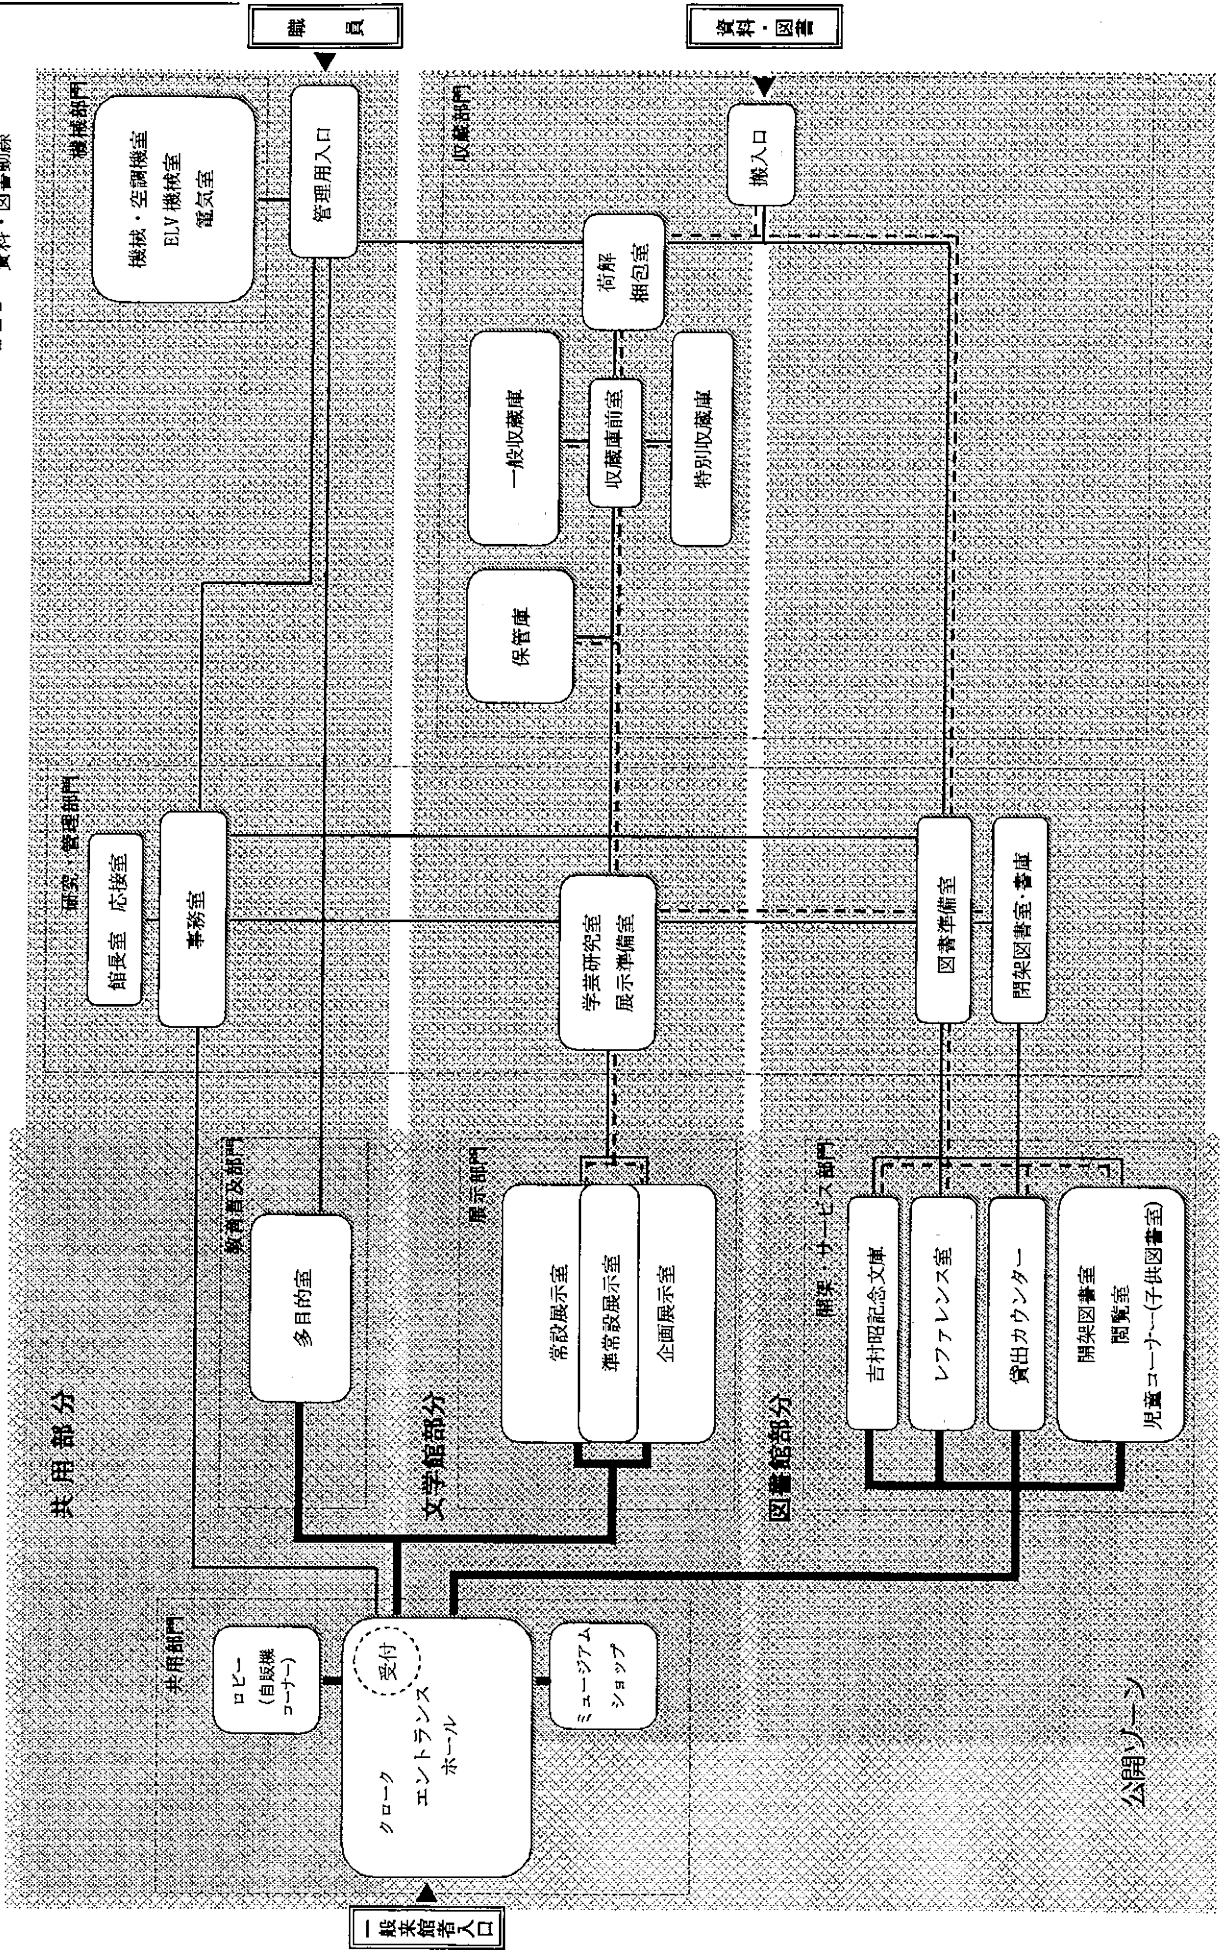 資料・図書動線
職員
資料・図書
機械部門
機械・空調機室
ELV機械室
電気室
管理用入口
収蔵部門
搬入口
荷解
梱包室
一般収蔵庫
収蔵庫前室
特別収蔵庫
保管庫
研究・管理部門
館長室 応接室
事務室
学芸研究室
展示準備室
図書準備室
閉架図書室・書庫
共用部分
教育普及部門
多目的室
文学館部分
展示部門
常設展示室
準常設展示室
企画展示室
図書館部分
開架・サービス部門
吉村昭記念文庫
レファレンス室
貸出カウンター
開架図書室
閲覧室
児童コーナー(子供図書室)
共用部門
ロビー
(自販機
コーナー)
受付
クローク
エントランス
ホール
ミュージアム
ショップ
一般来館者入口
公開ゾーン